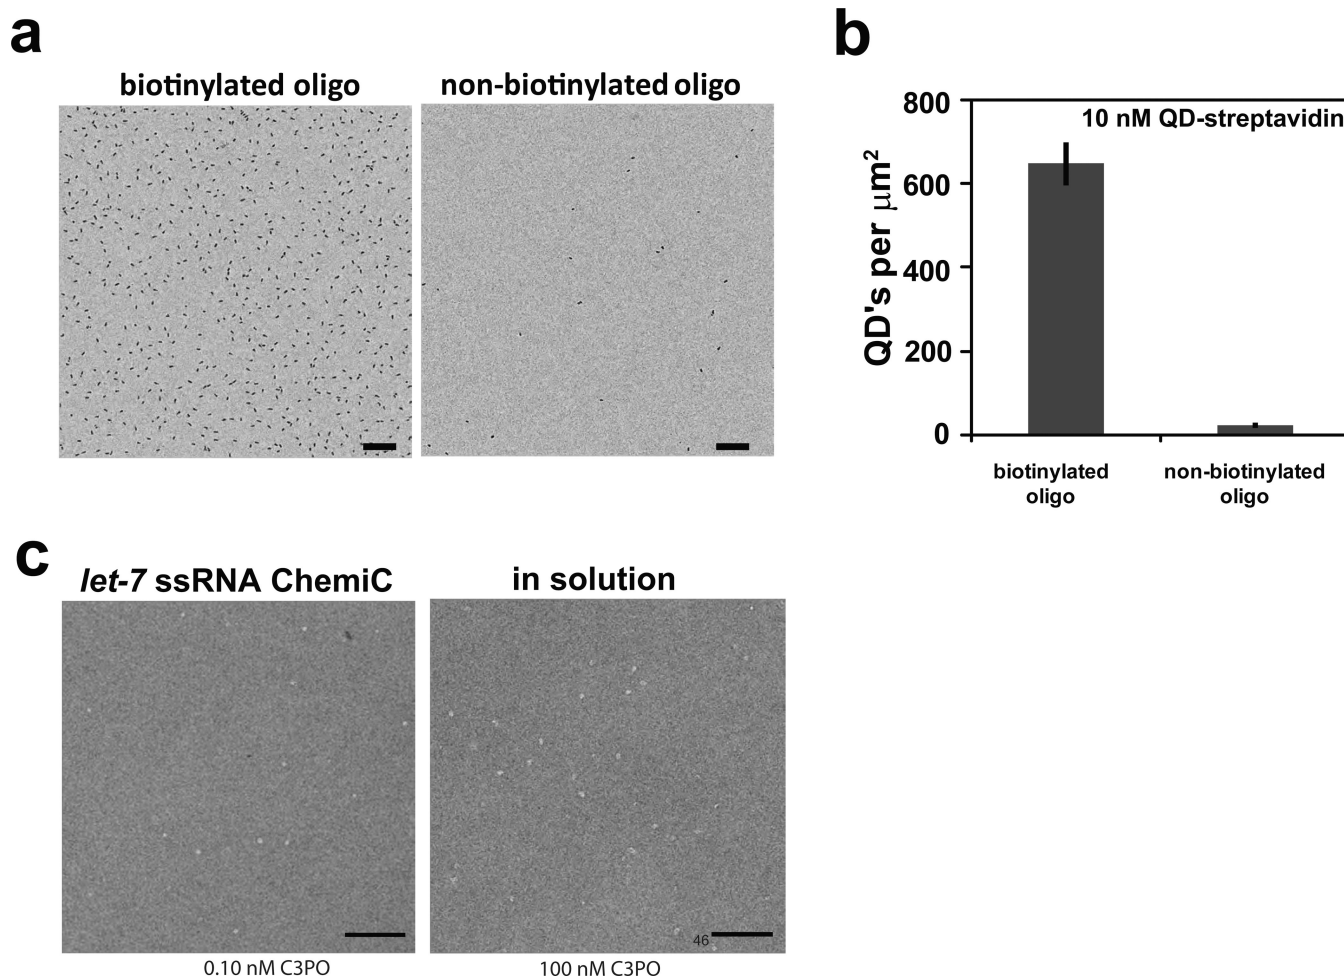 a
biotinylated oligo
non-biotinylated oligo
b
QD's per μm²
800
600
400
200
0
10 nM QD-streptavidin
biotinylated
oligo
non-biotinylated
oligo
c
let-7 ssRNA ChemiC
in solution
46
0.10 nM C3PO
100 nM C3PO